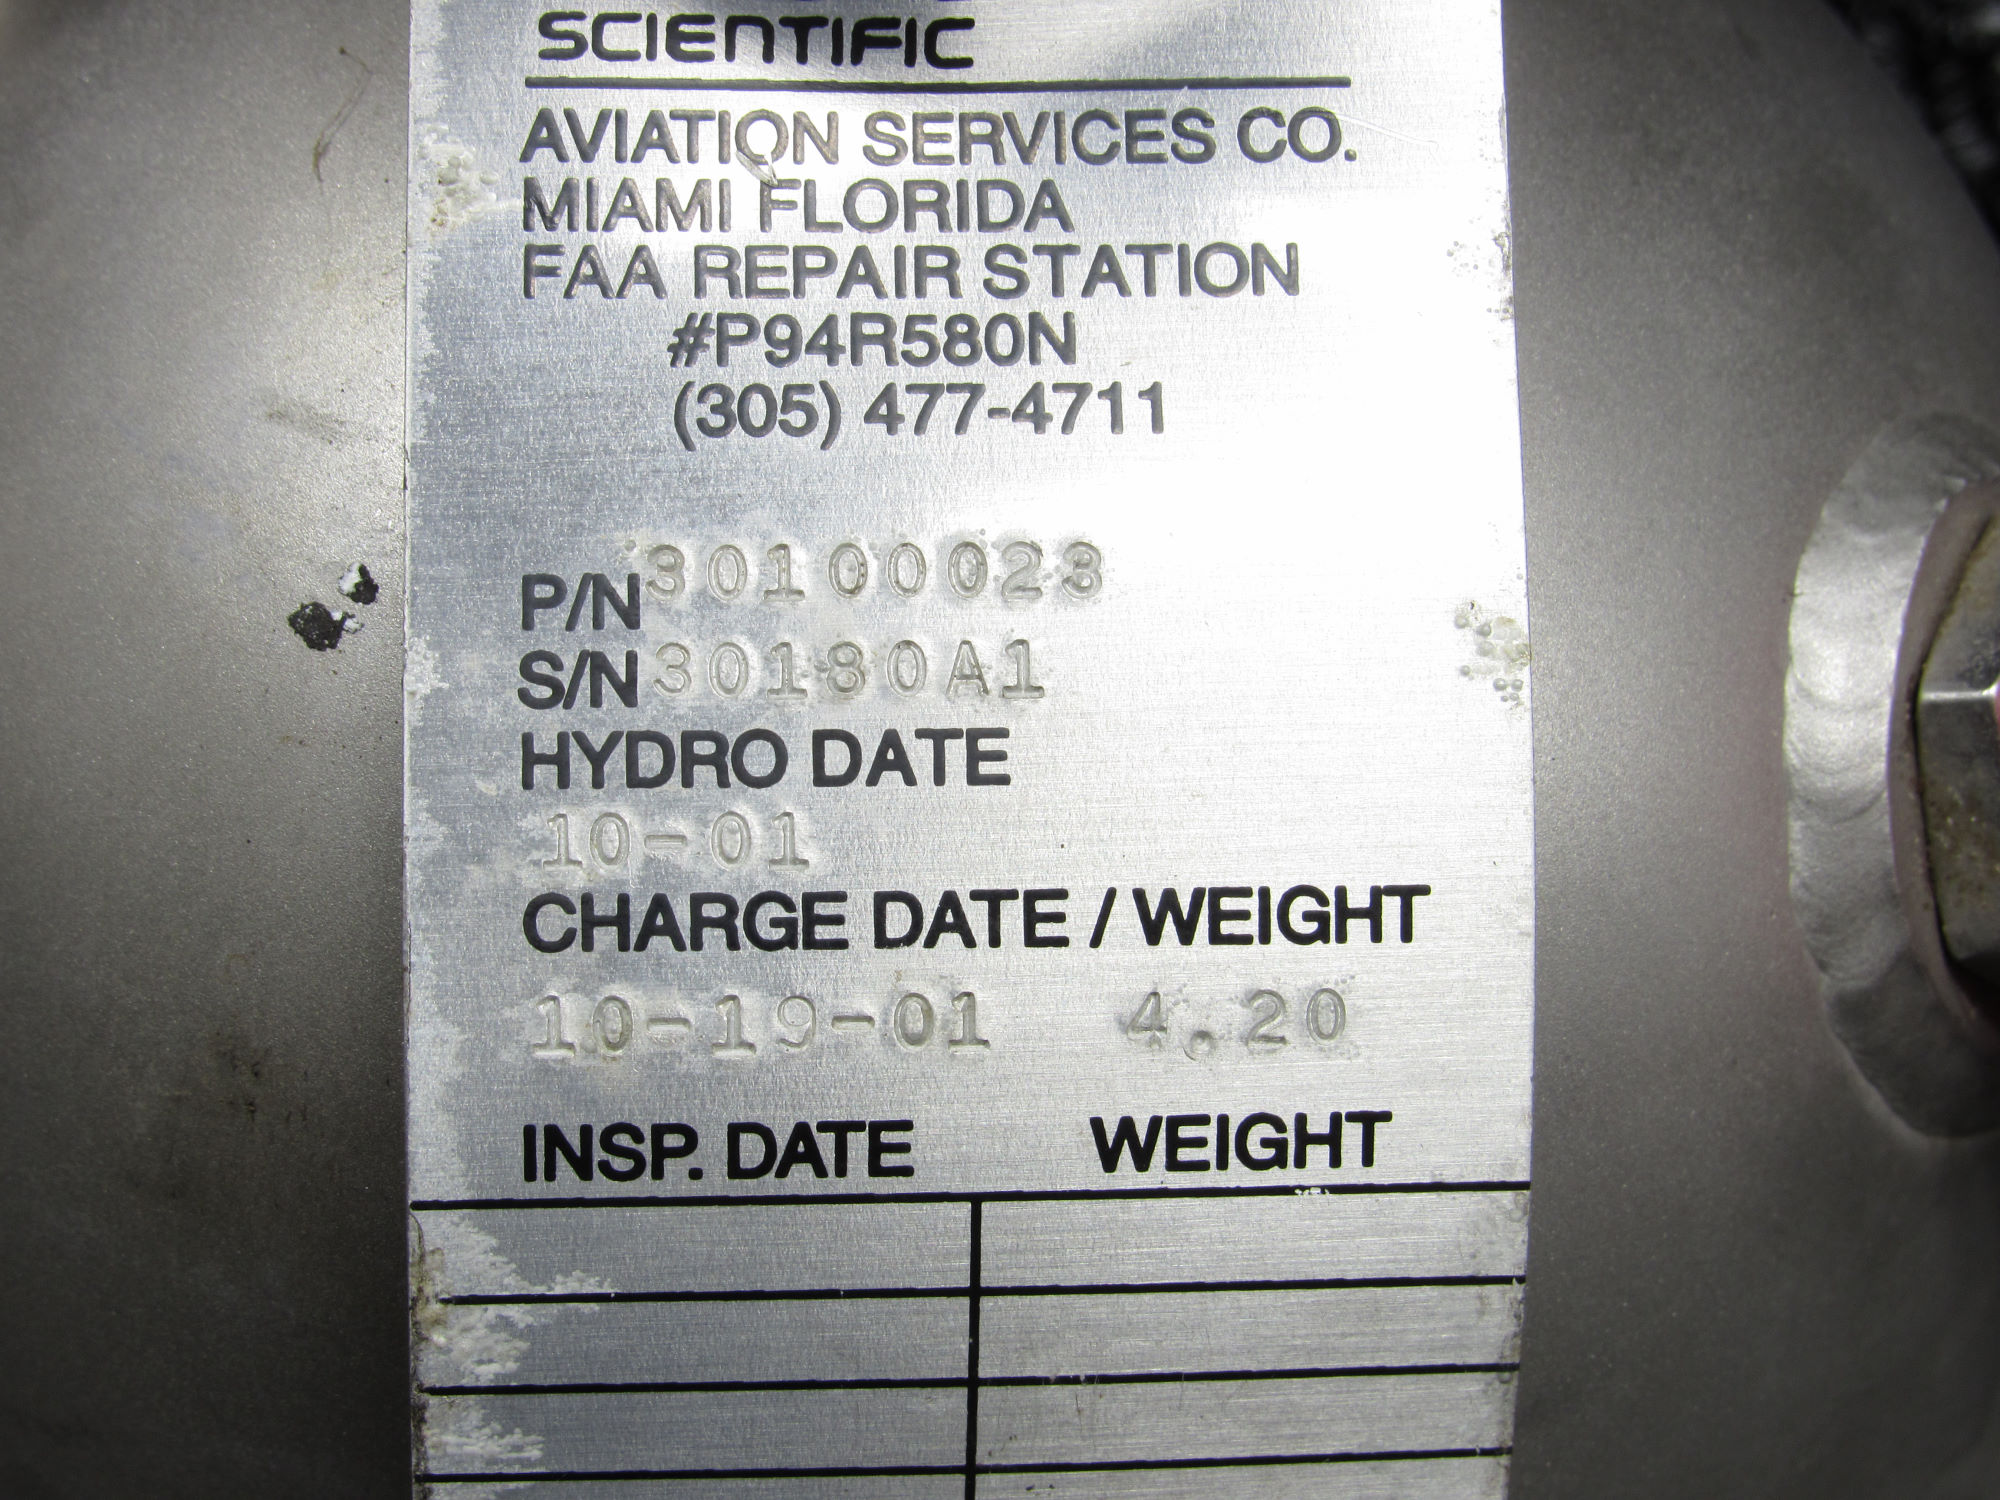 SCIENTIFIC
AVIATION SERVICES CO.
MIAMI FLORIDA
FAA REPAIR STATION
#P94R580N
(305) 477-4711
P/N 30100023
S/N 30180A1
HYDRO DATE
10-01
CHARGE DATE / WEIGHT
10-19-01 4.20
INSP. DATE WEIGHT